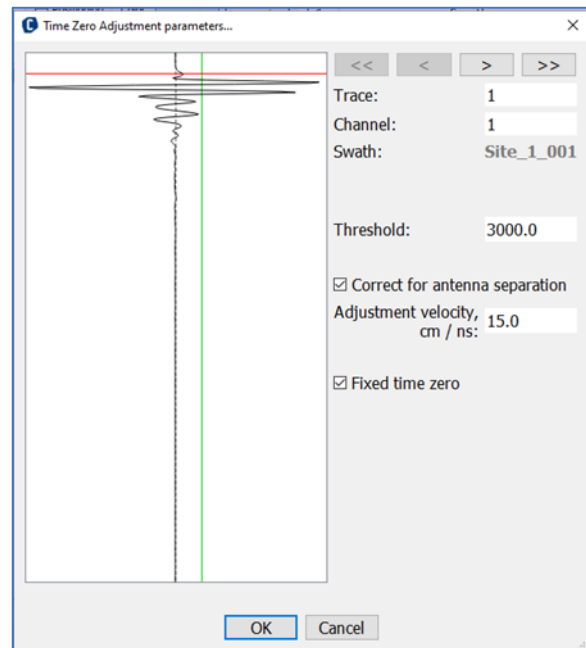 Time Zero Adjustment parameters...
<< < > >>
Trace: 1
Channel: 1
Swath: Site_1_001
Threshold: 3000.0
Correct for antenna separation
Adjustment velocity,
cm / ns: 15.0
Fixed time zero
OK Cancel